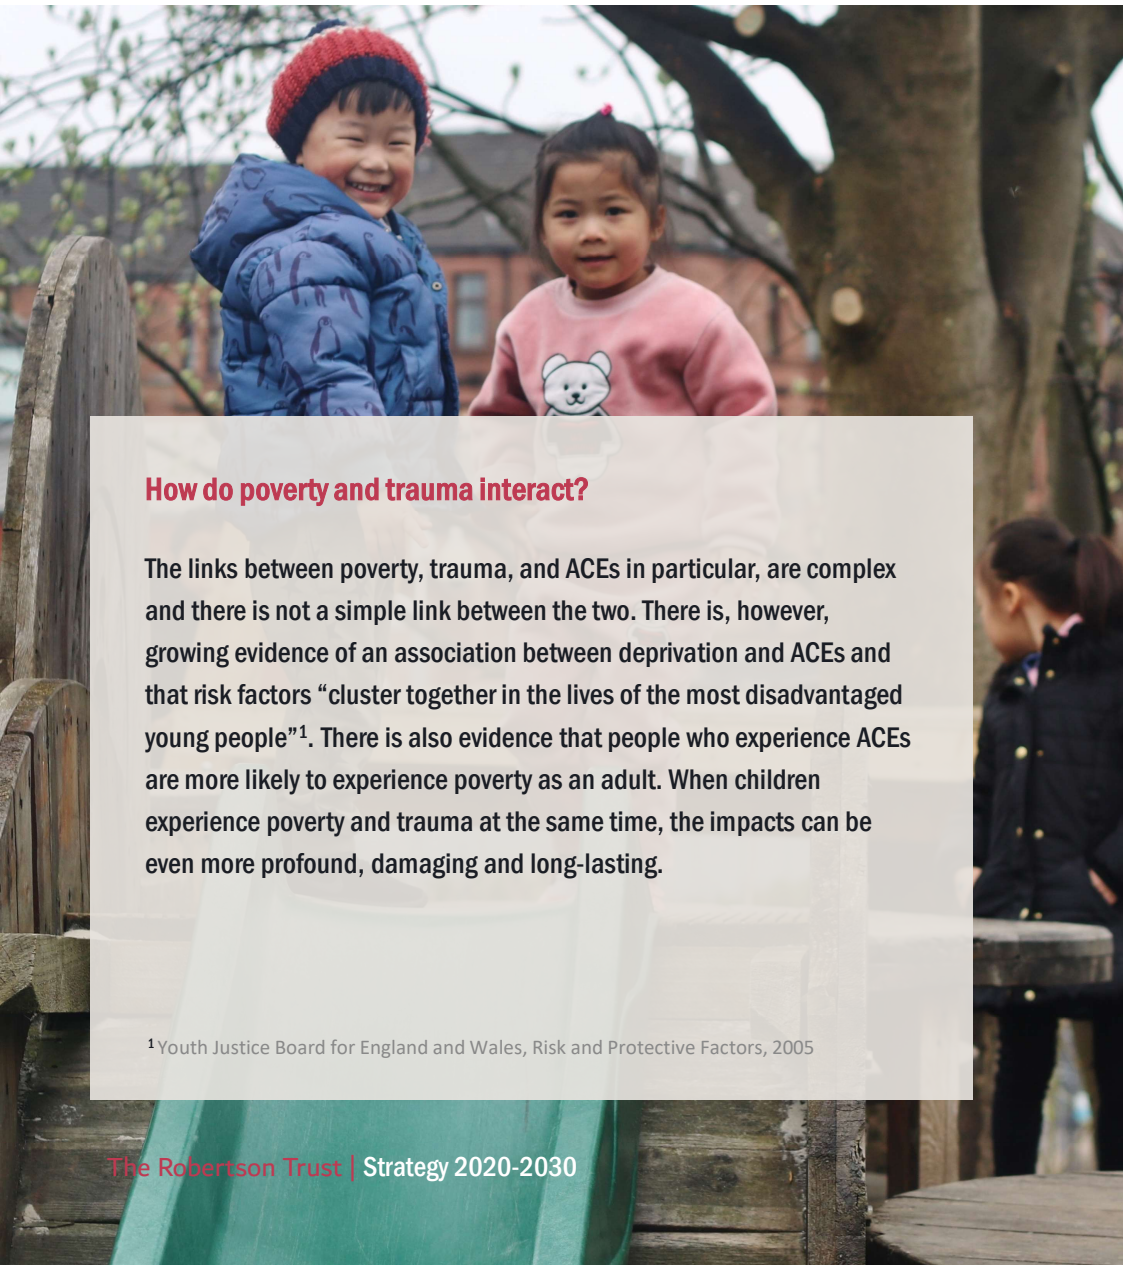 How do poverty and trauma interact?
The links between poverty, trauma, and ACEs in particular, are complex
and there is not a simple link between the two. There is, however,
growing evidence of an association between deprivation and ACEs and
that risk factors “cluster together in the lives of the most disadvantaged
young people”¹. There is also evidence that people who experience ACEs
are more likely to experience poverty as an adult. When children
experience poverty and trauma at the same time, the impacts can be
even more profound, damaging and long-lasting.
¹ Youth Justice Board for England and Wales, Risk and Protective Factors, 2005
The Robertson Trust | Strategy 2020-2030